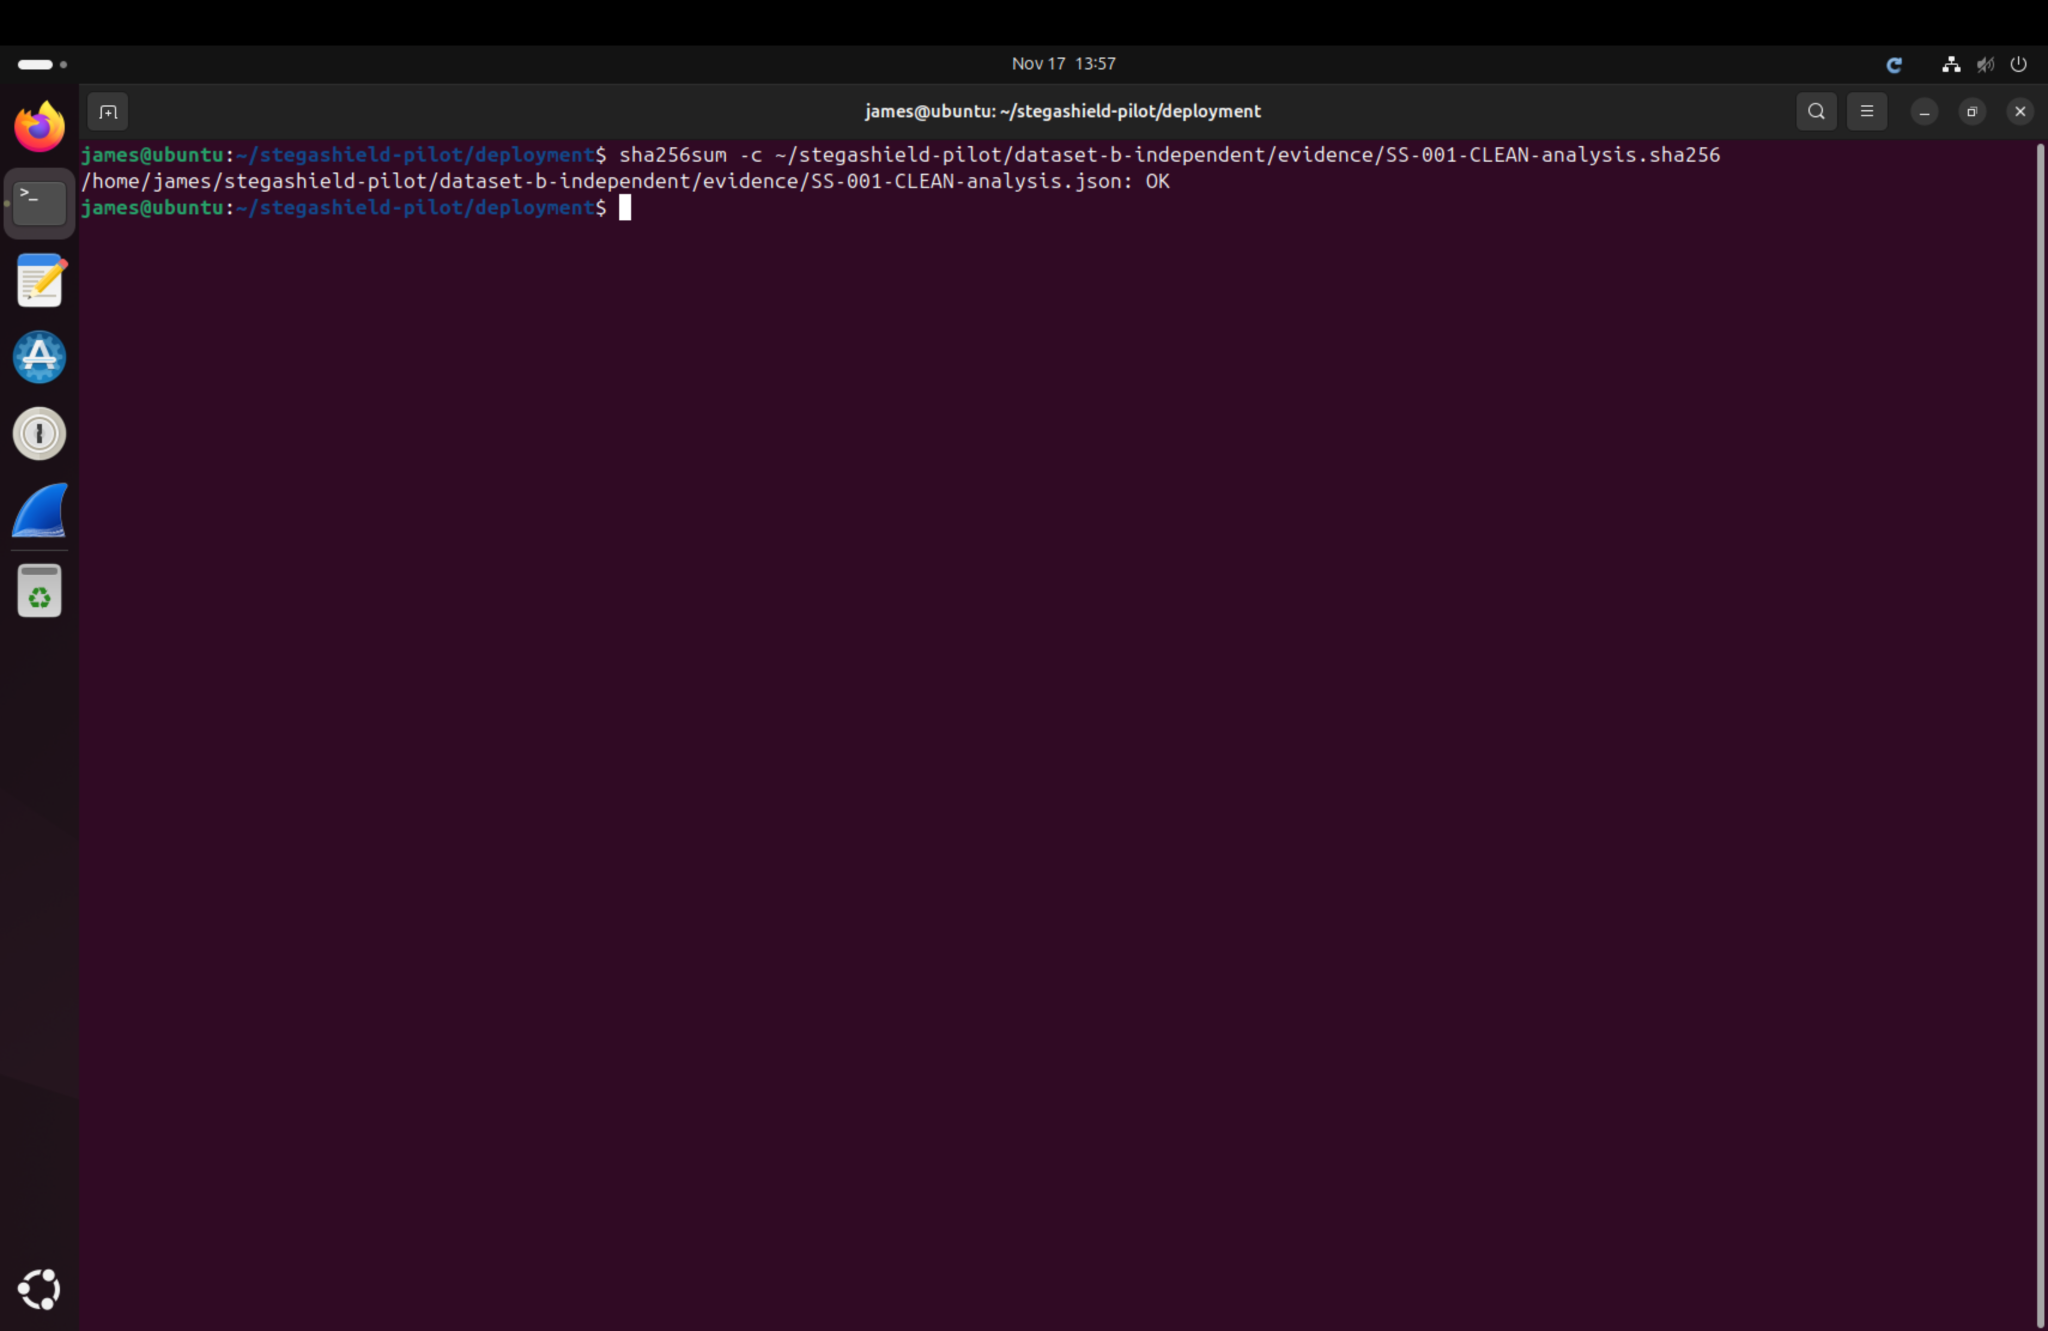 Nov 17 13:57
james@ubuntu: ~/stegashield-pilot/deployment
james@ubuntu:~/stegashield-pilot/deployment$ sha256sum -c ~/stegashield-pilot/dataset-b-independent/evidence/SS-001-CLEAN-analysis.sha256
/home/james/stegashield-pilot/dataset-b-independent/evidence/SS-001-CLEAN-analysis.json: OK
james@ubuntu:~/stegashield-pilot/deployment$